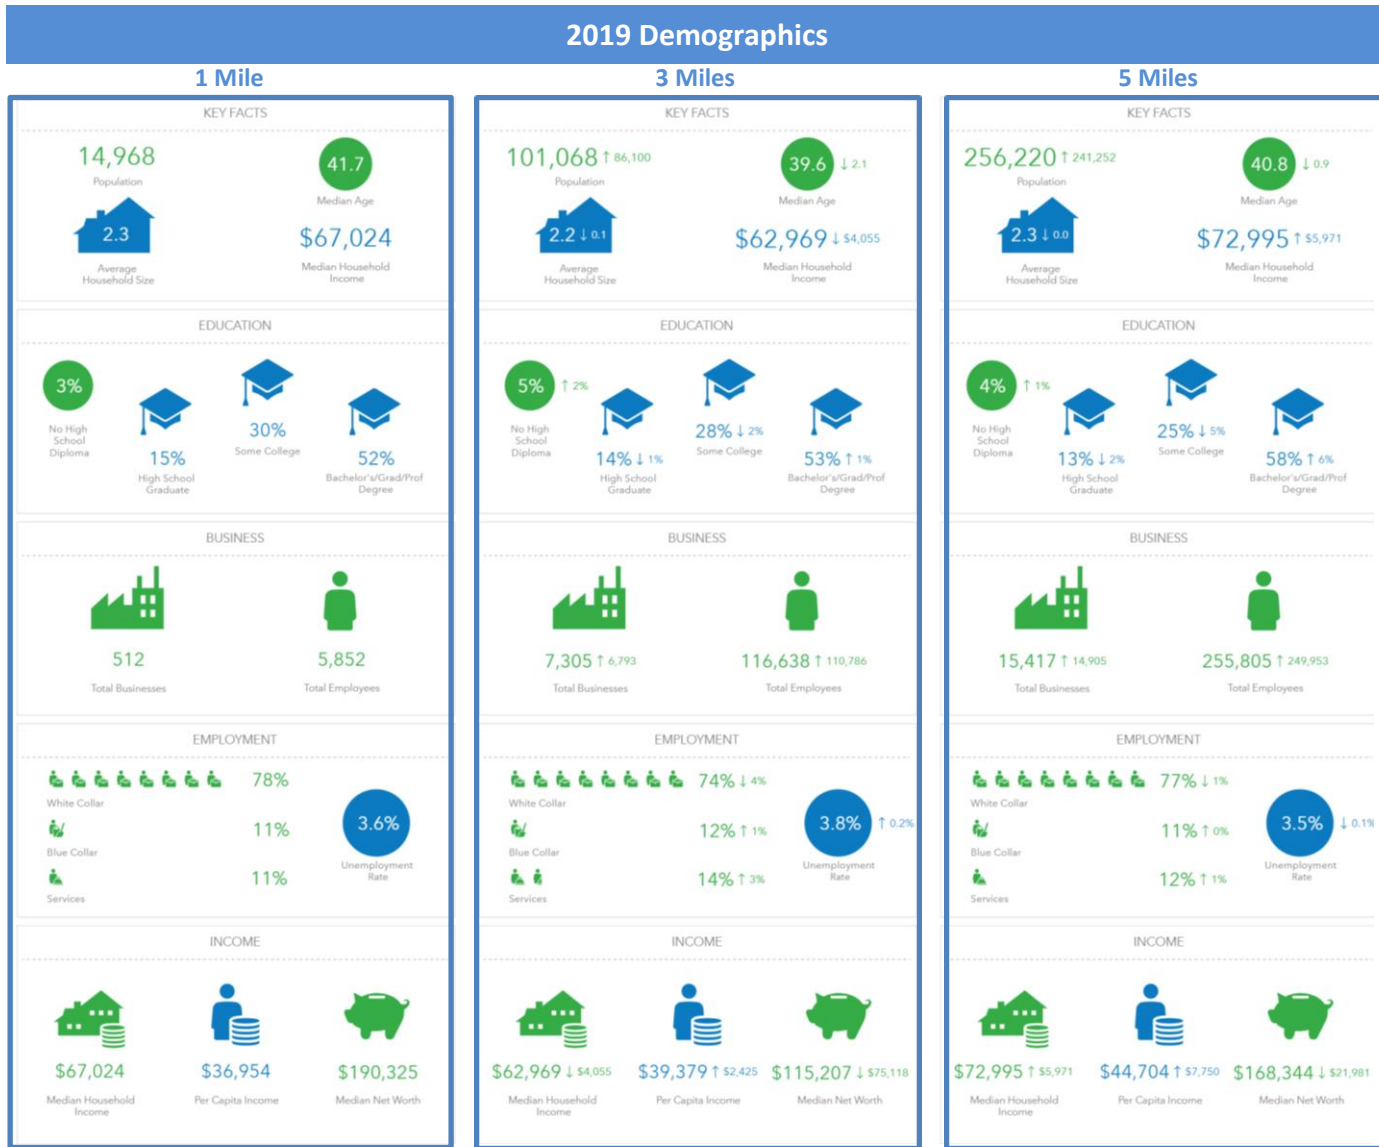 2019 Demographics
1 Mile
KEY FACTS
14,968
Population
41.7
Median Age
2.3
Average
Household Size
$67,024
Median Household
Income
EDUCATION
3%
No High
School
Diploma
15%
High School
Graduate
30%
Some College
52%
Bachelor's/Grad/Prof
Degree
BUSINESS
512
Total Businesses
5,852
Total Employees
EMPLOYMENT
78%
White Collar
11%
Blue Collar
11%
Services
3.6%
Unemployment
Rate
INCOME
$67,024
Median Household
Income
$36,954
Per Capita Income
$190,325
Median Net Worth
3 Miles
KEY FACTS
101,068 ↑ 86,100
Population
39.6 ↓ 2.1
Median Age
2.2 ↓ 0.1
Average
Household Size
$62,969 ↓ $4,055
Median Household
Income
EDUCATION
5% ↑ 2%
No High
School
Diploma
14% ↓ 1%
High School
Graduate
28% ↓ 2%
Some College
53% ↑ 1%
Bachelor's/Grad/Prof
Degree
BUSINESS
7,305 ↑ 6,793
Total Businesses
116,638 ↑ 110,786
Total Employees
EMPLOYMENT
74% ↓ 4%
White Collar
12% ↑ 1%
Blue Collar
14% ↑ 3%
Services
3.8% ↑ 0.2%
Unemployment
Rate
INCOME
$62,969 ↓ $4,055
Median Household
Income
$39,379 ↑ $2,425
Per Capita Income
$115,207 ↓ $75,118
Median Net Worth
5 Miles
KEY FACTS
256,220 ↑ 241,252
Population
40.8 ↓ 0.9
Median Age
2.3 ↓ 0.0
Average
Household Size
$72,995 ↑ $5,971
Median Household
Income
EDUCATION
4% ↑ 1%
No High
School
Diploma
13% ↓ 2%
High School
Graduate
25% ↓ 5%
Some College
58% ↑ 6%
Bachelor's/Grad/Prof
Degree
BUSINESS
15,417 ↑ 14,905
Total Businesses
255,805 ↑ 249,953
Total Employees
EMPLOYMENT
77% ↓ 1%
White Collar
11% ↑ 0%
Blue Collar
12% ↑ 1%
Services
3.5% ↓ 0.1%
Unemployment
Rate
INCOME
$72,995 ↑ $5,971
Median Household
Income
$44,704 ↑ $7,750
Per Capita Income
$168,344 ↓ $21,981
Median Net Worth